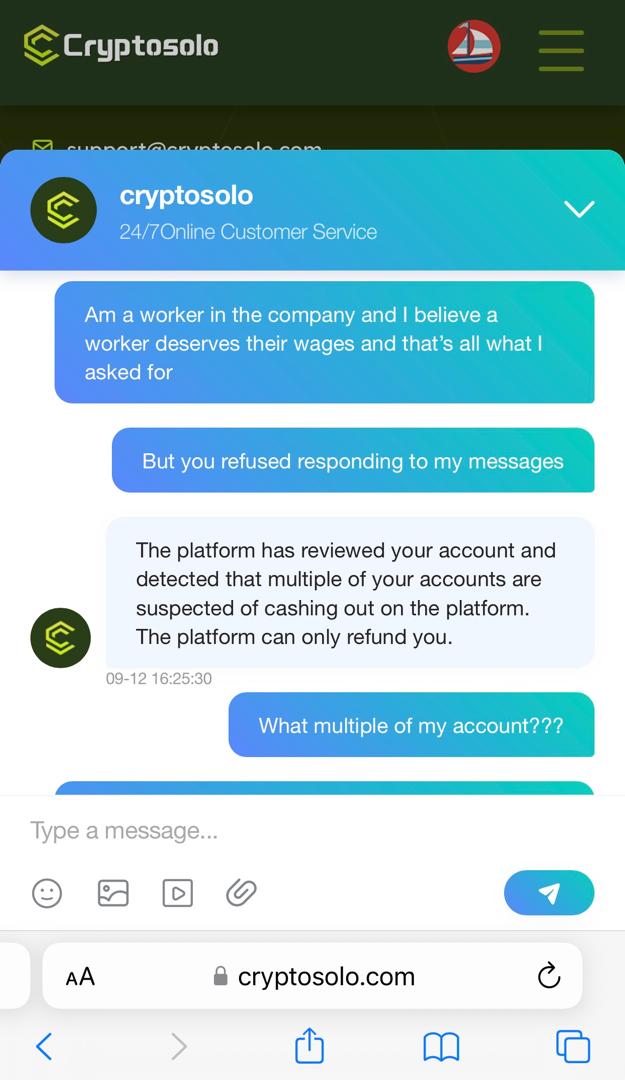 Cryptosolo
support@cryptosolo.com
cryptosolo
24/7Online Customer Service
Am a worker in the company and I believe a
worker deserves their wages and that's all what I
asked for
But you refused responding to my messages
The platform has reviewed your account and
detected that multiple of your accounts are
suspected of cashing out on the platform.
The platform can only refund you.
09-12 16:25:30
What multiple of my account???
Type a message...
AA
cryptosolo.com